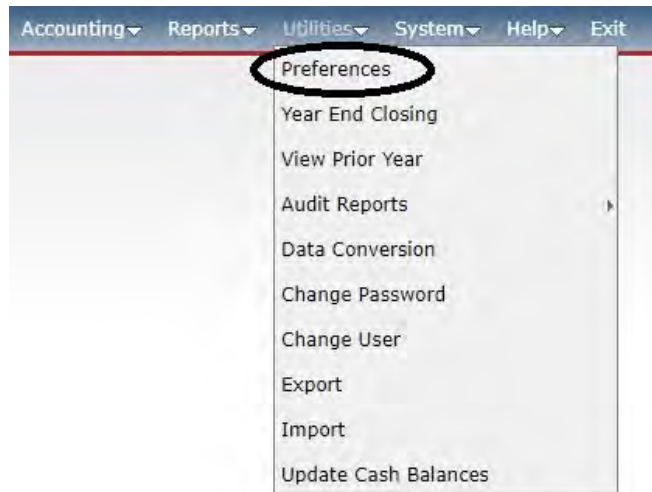 Accounting Reports Utilities System Help Exit
Preferences
Year End Closing
View Prior Year
Audit Reports
Data Conversion
Change Password
Change User
Export
Import
Update Cash Balances